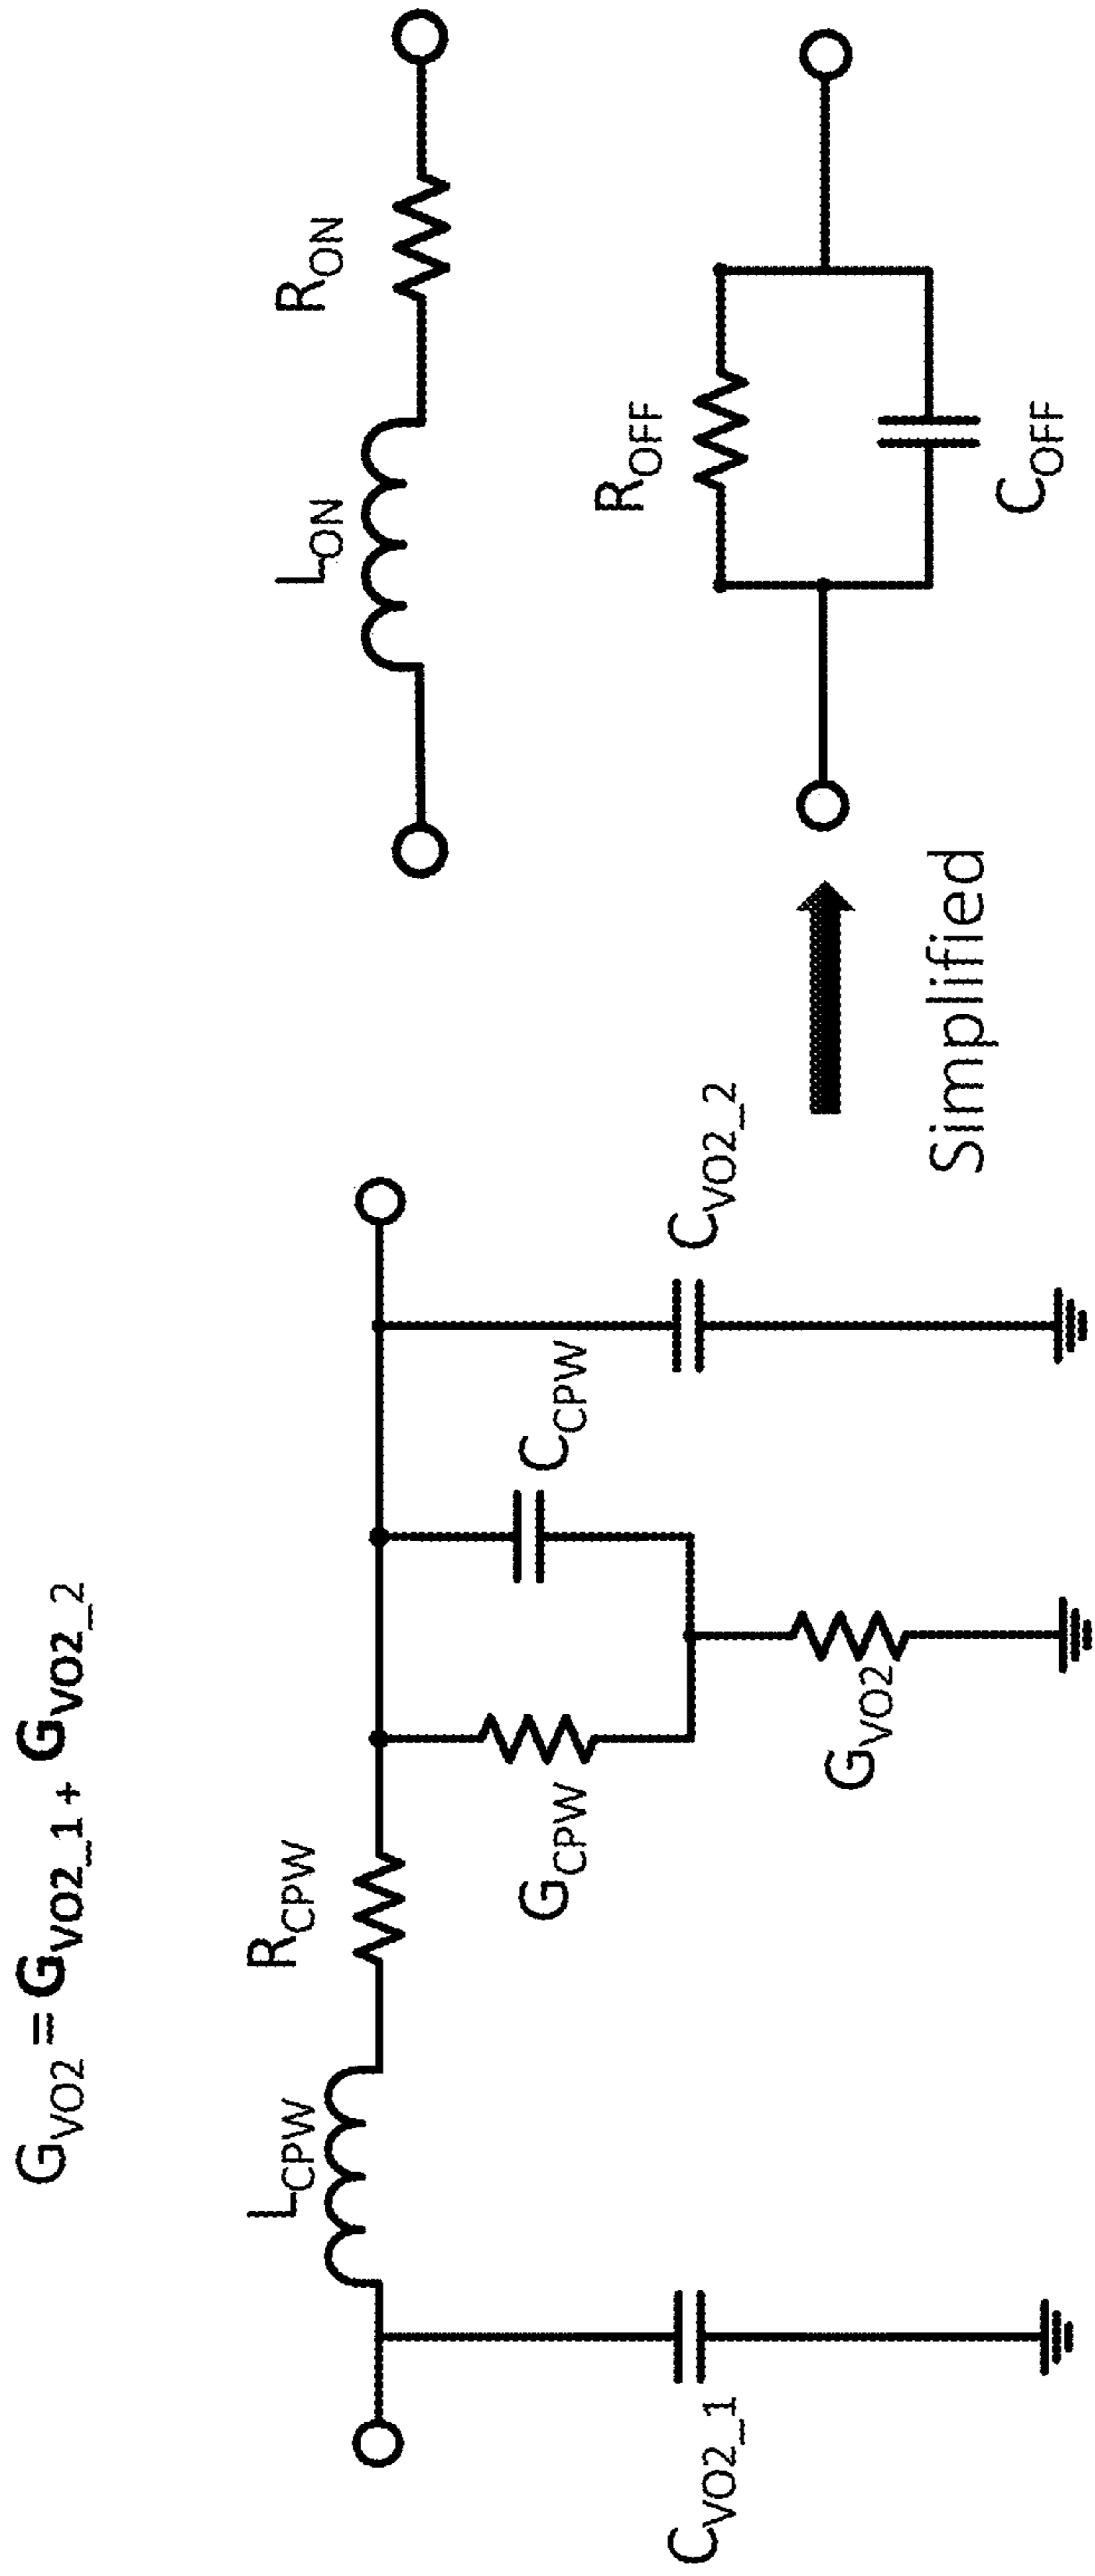 G_VO2 = G_VO2_1 + G_VO2_2
L_CPW
R_CPW
G_CPW
C_CPW
C_VO2_1
G_VO2
C_VO2_2
Simplified
L_ON
R_ON
R_OFF
C_OFF